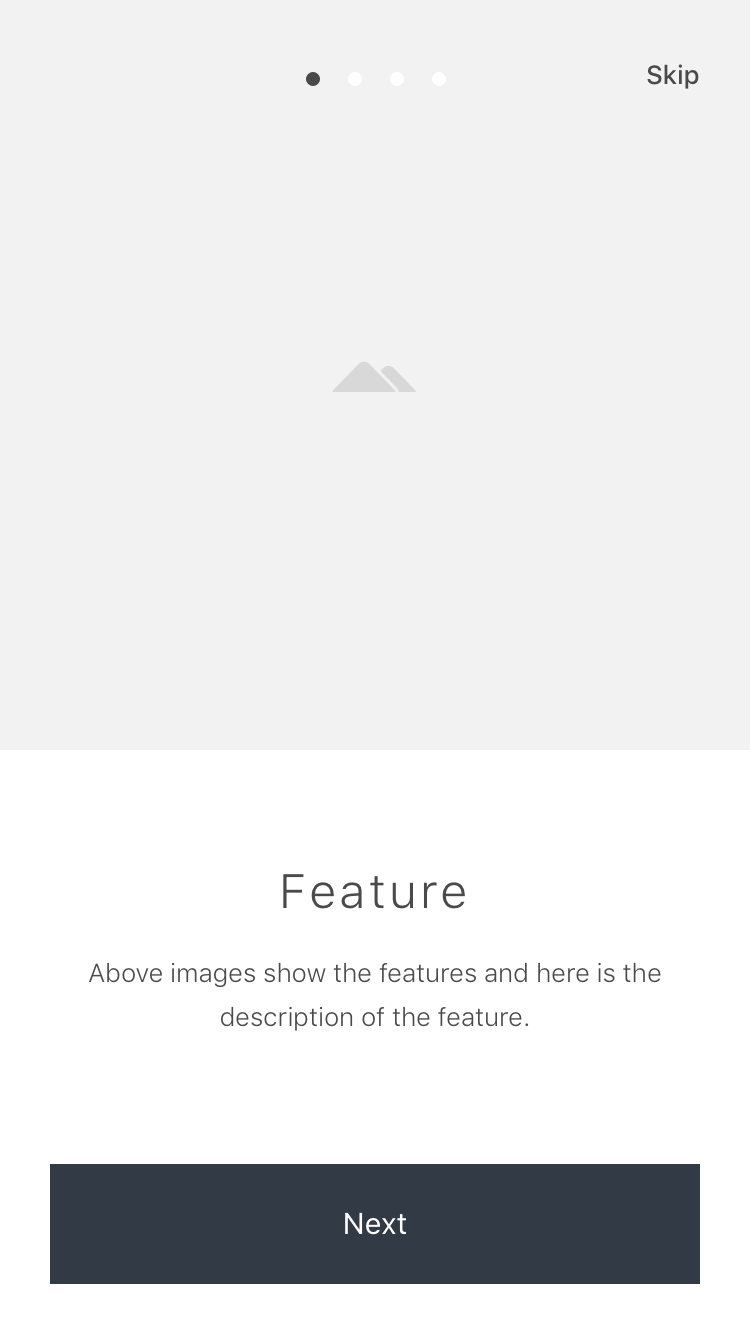 Skip
Feature
Above images show the features and here is the
description of the feature.
Next